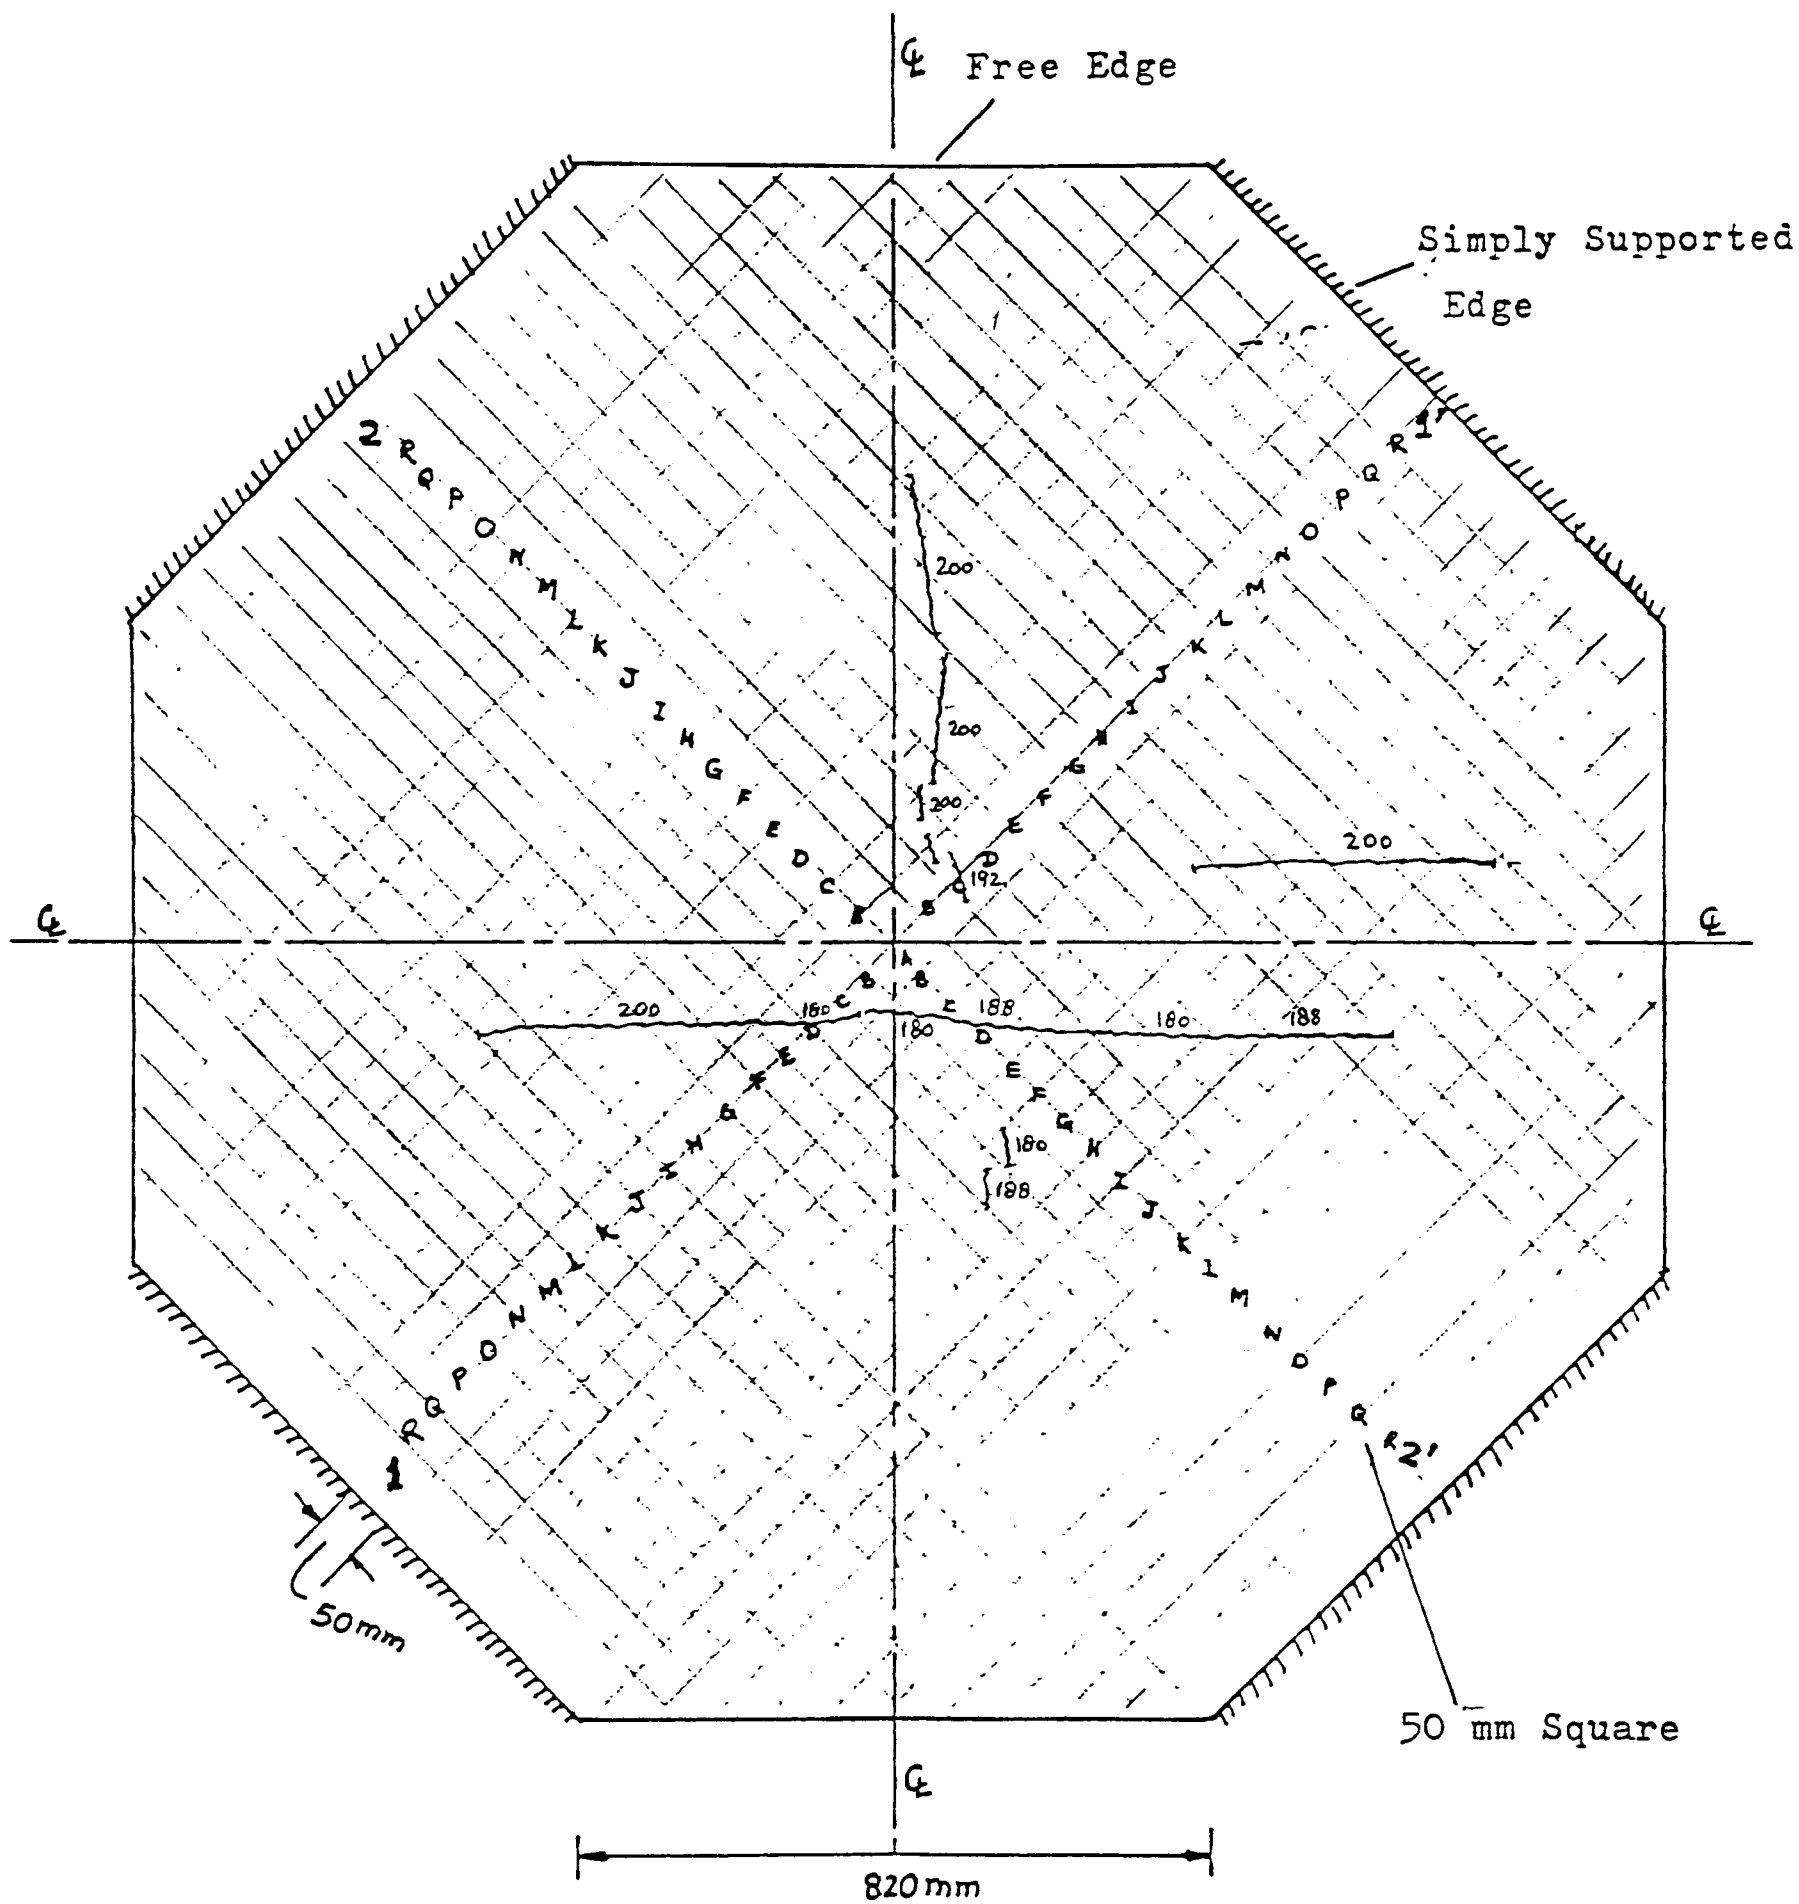 ℄ Free Edge
Simply Supported
Edge
2 R Q P O N M L K J I H G F E D C B
1' R Q P O N M L K J I H G F E D C B
200
200
200
192
200
℄
℄
A
B B
C C
200 180 188
180 180 188
D D
E E
F F
G G
180
H H
188
I I
J J
K K
L L
M M
N N
O O
P P
Q Q
R R 2'
1
50mm
50 mm Square
℄
820mm